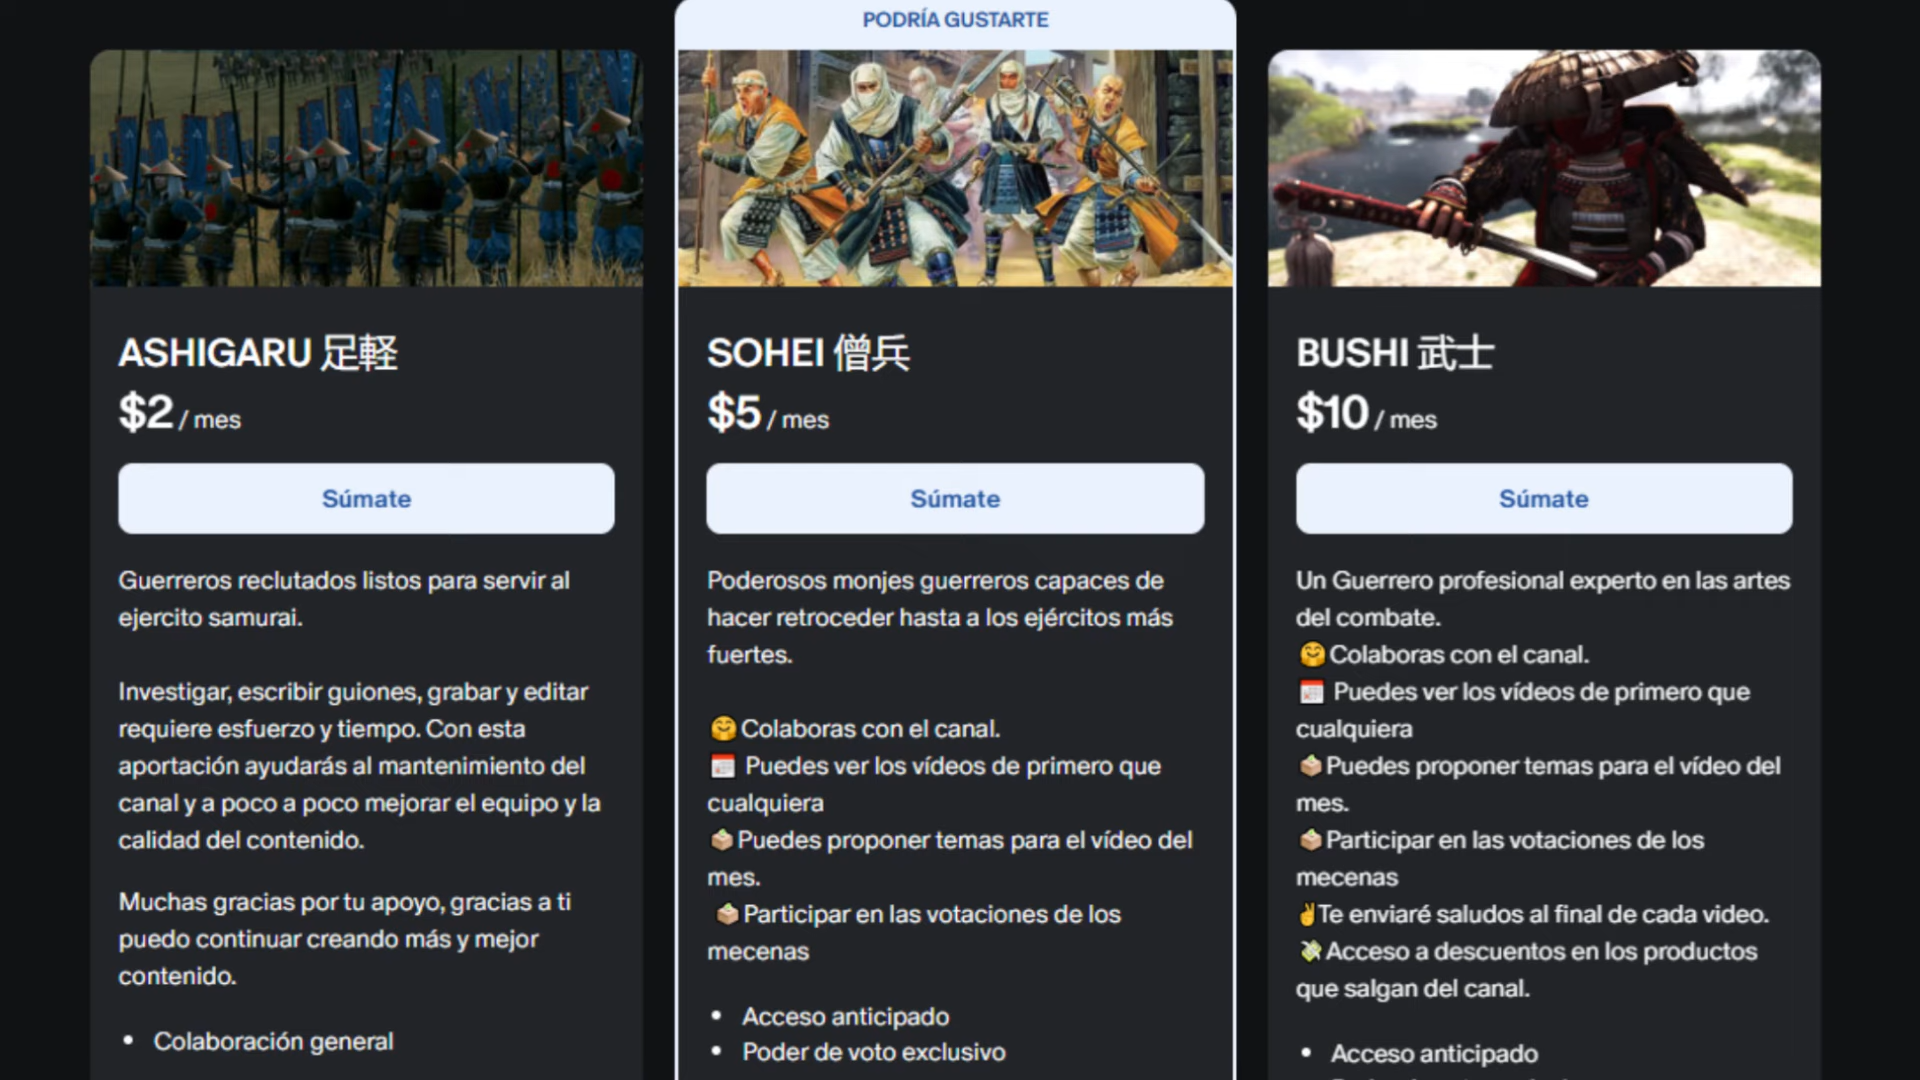 PODRÍA GUSTARTE
ASHIGARU 足軽
$2 / mes
Súmate
Guerreros reclutados listos para servir al
ejercito samurai.
Investigar, escribir guiones, grabar y editar
requiere esfuerzo y tiempo. Con esta
aportación ayudarás al mantenimiento del
canal y a poco a poco mejorar el equipo y la
calidad del contenido.
Muchas gracias por tu apoyo, gracias a ti
puedo continuar creando más y mejor
contenido.
• Colaboración general
SOHEI 僧兵
$5 / mes
Súmate
Poderosos monjes guerreros capaces de
hacer retroceder hasta a los ejércitos más
fuertes.
🤗Colaboras con el canal.
📅 Puedes ver los vídeos de primero que
cualquiera
🗳Puedes proponer temas para el vídeo del
mes.
🗳Participar en las votaciones de los
mecenas
• Acceso anticipado
• Poder de voto exclusivo
BUSHI 武士
$10 / mes
Súmate
Un Guerrero profesional experto en las artes
del combate.
🤗Colaboras con el canal.
📅 Puedes ver los vídeos de primero que
cualquiera
🗳Puedes proponer temas para el vídeo del
mes.
🗳Participar en las votaciones de los
mecenas
✌Te enviaré saludos al final de cada video.
💸Acceso a descuentos en los productos
que salgan del canal.
• Acceso anticipado